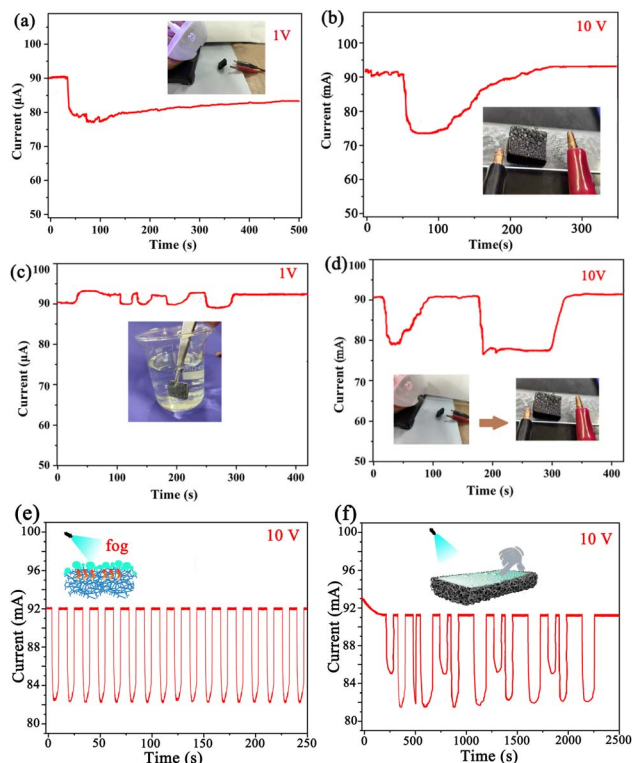 (a)
1V
100
90
80
70
60
50
Current (μA)
0 100 200 300 400 500
Time (s)
(b)
10 V
100
90
80
70
60
50
Current (mA)
0 100 200 300
Time(s)
(c)
1V
100
90
80
70
60
50
Current (μA)
0 100 200 300 400
Time (s)
(d)
10V
100
90
80
70
60
50
Current (mA)
0 100 200 300 400
Time (s)
(e)
fog
10 V
100
96
92
88
84
80
Current (mA)
0 50 100 150 200 250
Time (s)
(f)
10 V
100
96
92
88
84
80
Current (mA)
0 500 1000 1500 2000 2500
Time (s)